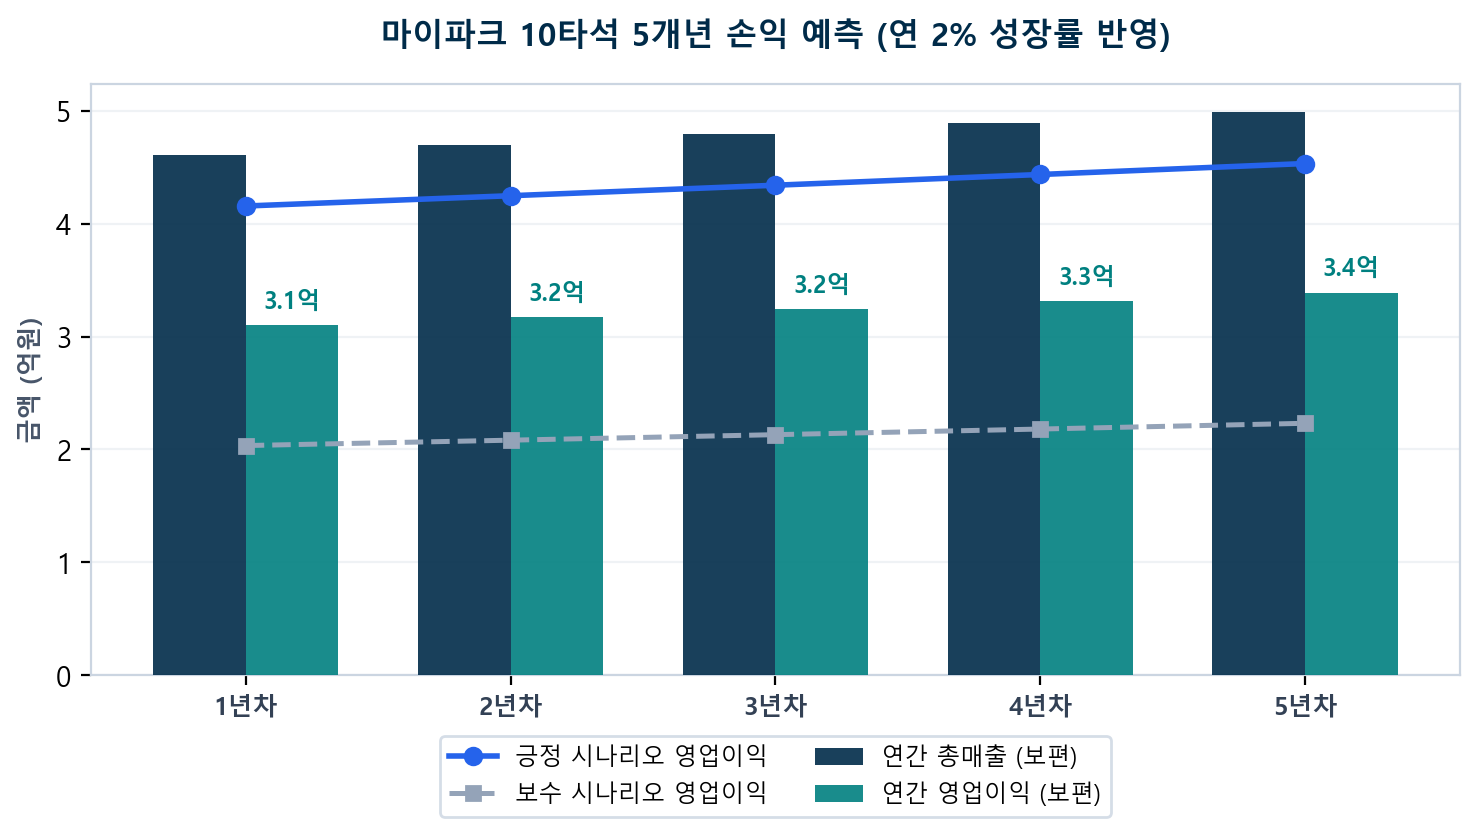 마이파크 10타석 5개년 손익 예측 (연 2% 성장률 반영)
금액 (억원)
5
4
3
2
1
0
3.1억
3.2억
3.2억
3.3억
3.4억
1년차
2년차
3년차
4년차
5년차
긍정 시나리오 영업이익
보수 시나리오 영업이익
연간 총매출 (보편)
연간 영업이익 (보편)